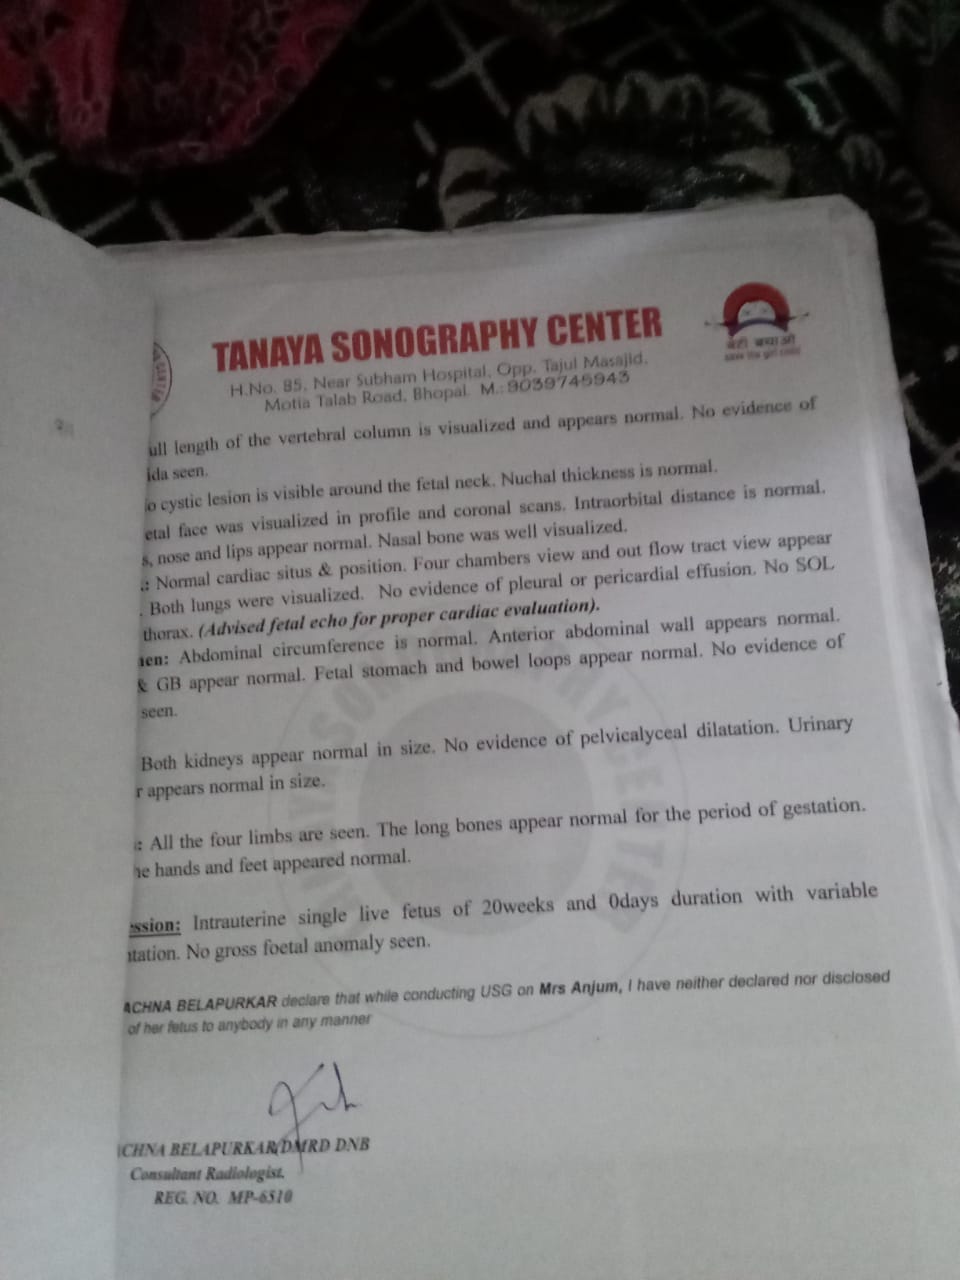 TANAYA SONOGRAPHY CENTER
बेटी बचाओ
save the girl child
H.No. 85, Near Subham Hospital, Opp. Tajul Masajid,
Motia Talab Road, Bhopal. M.: 9039745943
ull length of the vertebral column is visualized and appears normal. No evidence of
ida seen.
o cystic lesion is visible around the fetal neck. Nuchal thickness is normal.
etal face was visualized in profile and coronal scans. Intraorbital distance is normal.
s, nose and lips appear normal. Nasal bone was well visualized.
.: Normal cardiac situs & position. Four chambers view and out flow tract view appear
. Both lungs were visualized. No evidence of pleural or pericardial effusion. No SOL
thorax. (Advised fetal echo for proper cardiac evaluation).
nen: Abdominal circumference is normal. Anterior abdominal wall appears normal.
& GB appear normal. Fetal stomach and bowel loops appear normal. No evidence of
seen.
Both kidneys appear normal in size. No evidence of pelvicalyceal dilatation. Urinary
r appears normal in size.
: All the four limbs are seen. The long bones appear normal for the period of gestation.
he hands and feet appeared normal.
ession: Intrauterine single live fetus of 20weeks and 0days duration with variable
ntation. No gross foetal anomaly seen.
ACHNA BELAPURKAR declare that while conducting USG on Mrs Anjum, I have neither declared nor disclosed
of her fetus to anybody in any manner
ACHNA BELAPURKAR DMRD DNB
Consultant Radiologist.
REG. NO. MP-6510